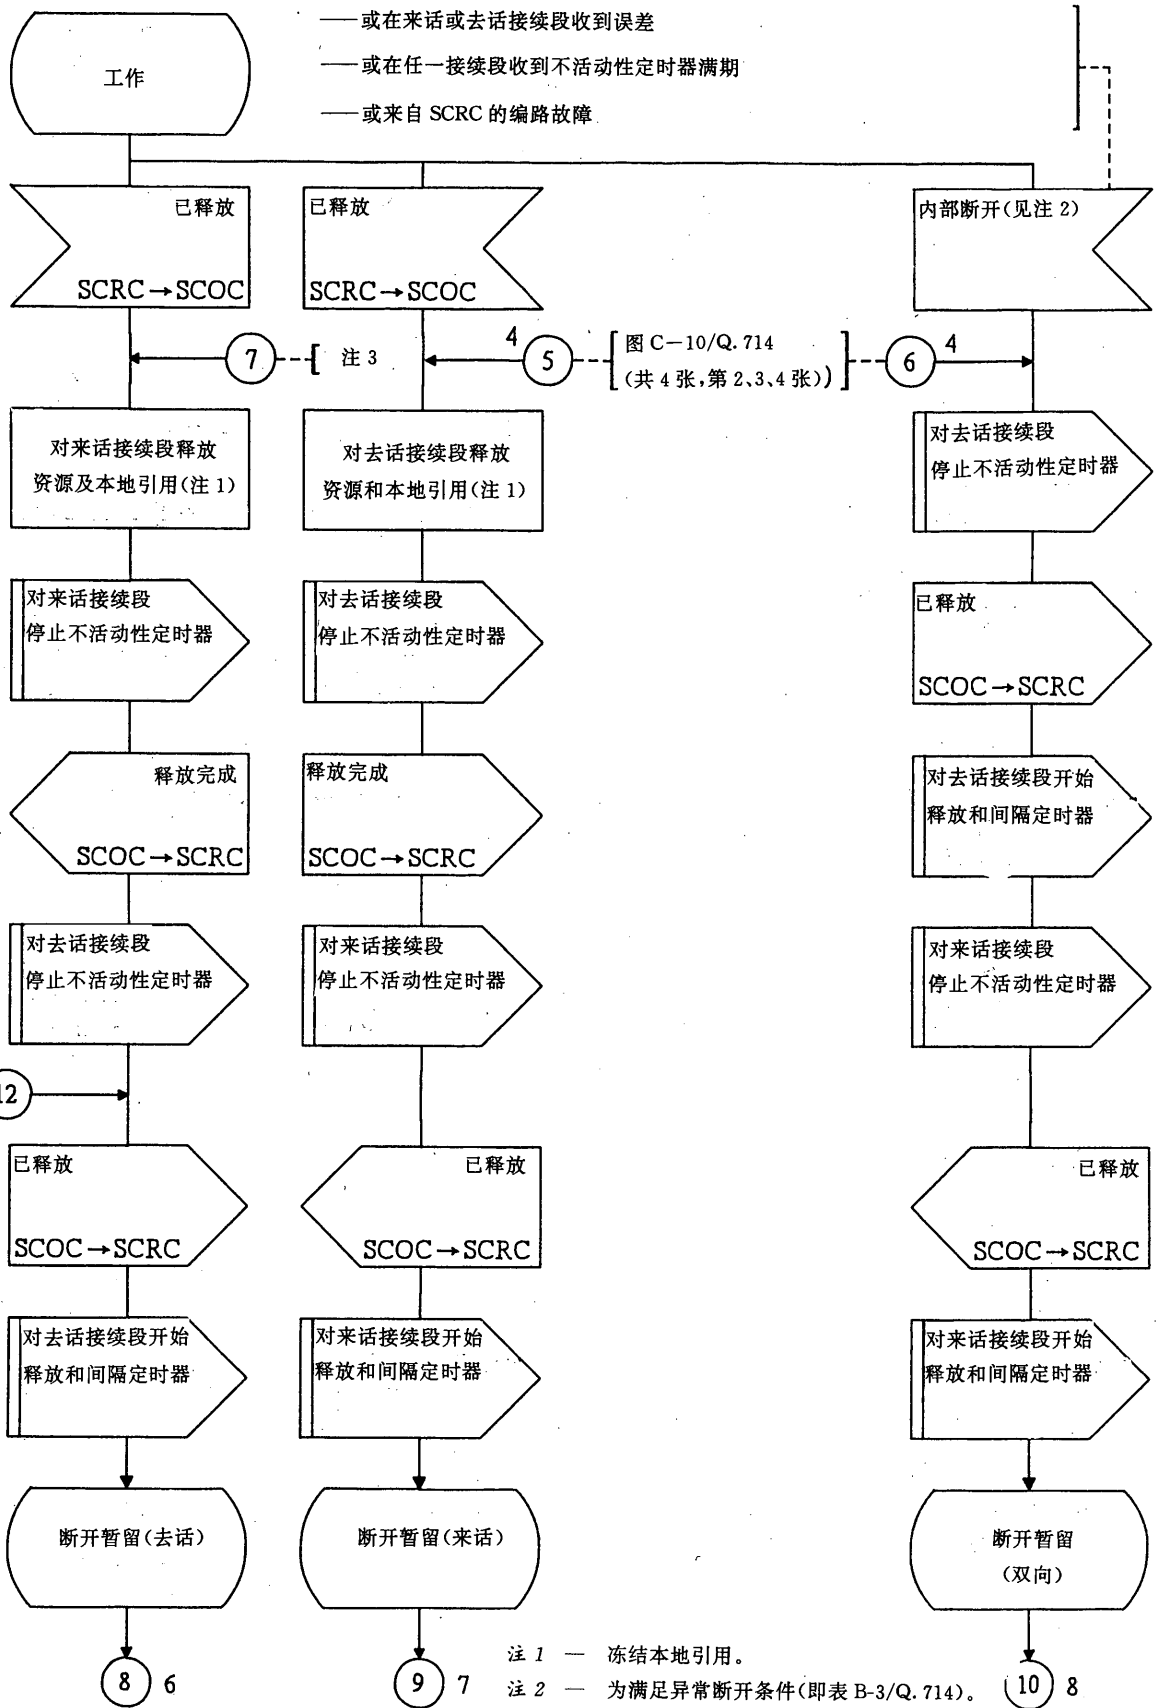 ——或在来话或去话接续段收到误差
工作
——或在任一接续段收到不活动性定时器满期
——或来自 SCRC 的编路故障
已释放
SCRC→SCOC
已释放
SCRC→SCOC
内部断开(见注 2)
7
注 3
4
5
图 C-10/Q.714
(共 4 张,第 2、3、4 张))
6
4
对来话接续段释放
资源及本地引用(注 1)
对去话接续段释放
资源和本地引用(注 1)
对去话接续段
停止不活动性定时器
对来话接续段
停止不活动性定时器
对去话接续段
停止不活动性定时器
已释放
SCOC→SCRC
释放完成
SCOC→SCRC
释放完成
SCOC→SCRC
对去话接续段开始
释放和间隔定时器
对去话接续段
停止不活动性定时器
对来话接续段
停止不活动性定时器
对来话接续段
停止不活动性定时器
12
已释放
SCOC→SCRC
已释放
SCOC→SCRC
已释放
SCOC→SCRC
对去话接续段开始
释放和间隔定时器
对来话接续段开始
释放和间隔定时器
对来话接续段开始
释放和间隔定时器
断开暂留(去话)
断开暂留(来话)
断开暂留
(双向)
8
6
9
7
10
8
注 1 — 冻结本地引用。
注 2 — 为满足异常断开条件(即表 B-3/Q.714)。